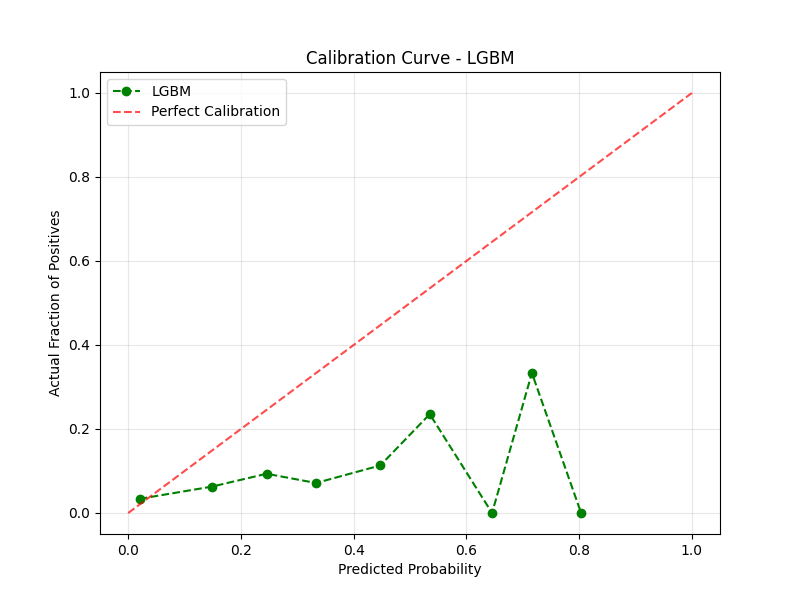 Calibration Curve - LGBM
LGBM
Perfect Calibration
1.0
0.8
0.6
0.4
0.2
0.0
Actual Fraction of Positives
0.0 0.2 0.4 0.6 0.8 1.0
Predicted Probability